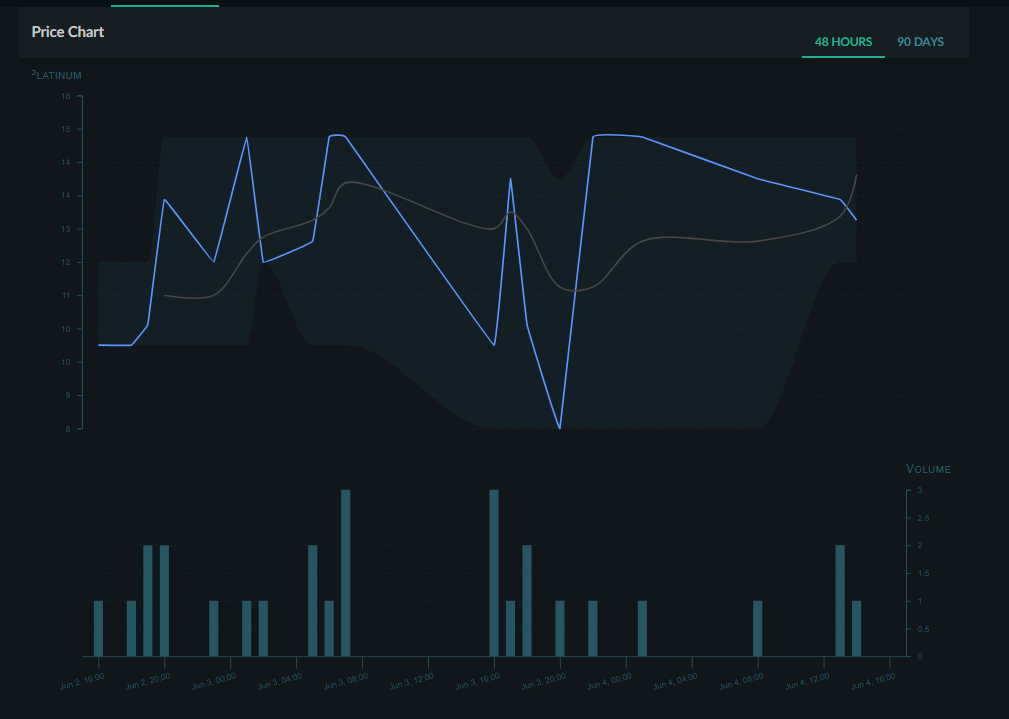 Price Chart
48 HOURS
90 DAYS
PLATINUM
16
15
14
14
13
12
11
10
10
9
8
VOLUME
3
2.5
2
1.5
1
0.5
0
Jun 2, 16:00
Jun 2, 20:00
Jun 3, 00:00
Jun 3, 04:00
Jun 3, 08:00
Jun 3, 12:00
Jun 3, 16:00
Jun 3, 20:00
Jun 4, 00:00
Jun 4, 04:00
Jun 4, 08:00
Jun 4, 12:00
Jun 4, 16:00